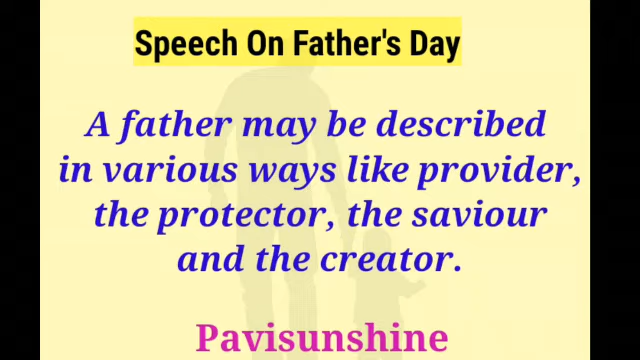 Speech On Father's Day
A father may be described
in various ways like provider,
the protector, the saviour
and the creator.
Pavisunshine